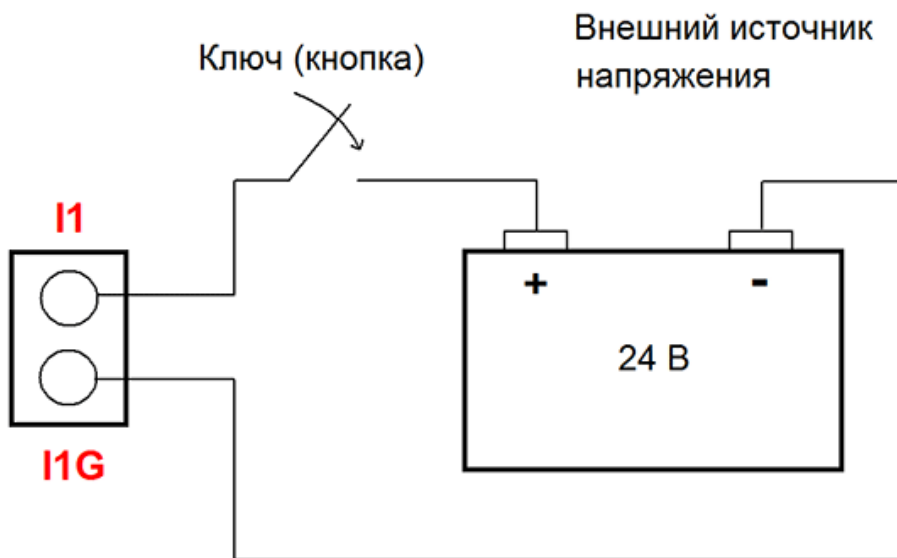 Внешний источник
напряжения
Ключ (кнопка)
I1
+
-
24 В
I1G